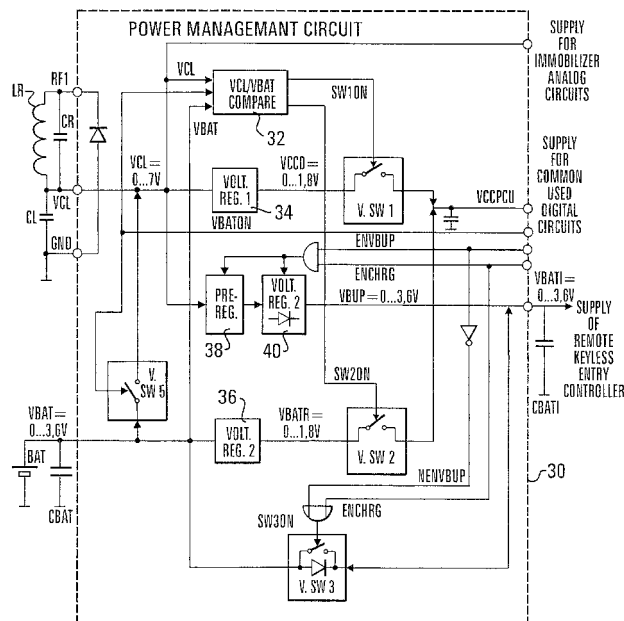 POWER MANAGEMANT CIRCUIT
SUPPLY
FOR
IMMOBILIZER
ANALOG
CIRCUITS
RF1
LR
CR
VCL
VCL/VBAT
COMPARE
VBAT
32
SW1ON
VCL=
0...7V
VCL
CL
GND
VOLT.
REG. 1
34
VBATON
VCCD=
0...1,8V
V. SW 1
SUPPLY
FOR
COMMON
USED
DIGITAL
CIRCUITS
VCCPCU
ENVBUP
ENCHRG
PRE-
REG.
38
VOLT.
REG. 2
40
VBUP=0...3,6V
VBATI=
0...3,6V
SUPPLY
OF
REMOTE
KEYLESS
ENTRY
CONTROLLER
CBATI
V.
SW 5
SW2ON
36
VBAT=
0...3,6V
BAT
CBAT
VOLT.
REG. 2
VBATR=
0...1,8V
V. SW 2
NENVBUP
30
SW3ON
ENCHRG
V. SW 3